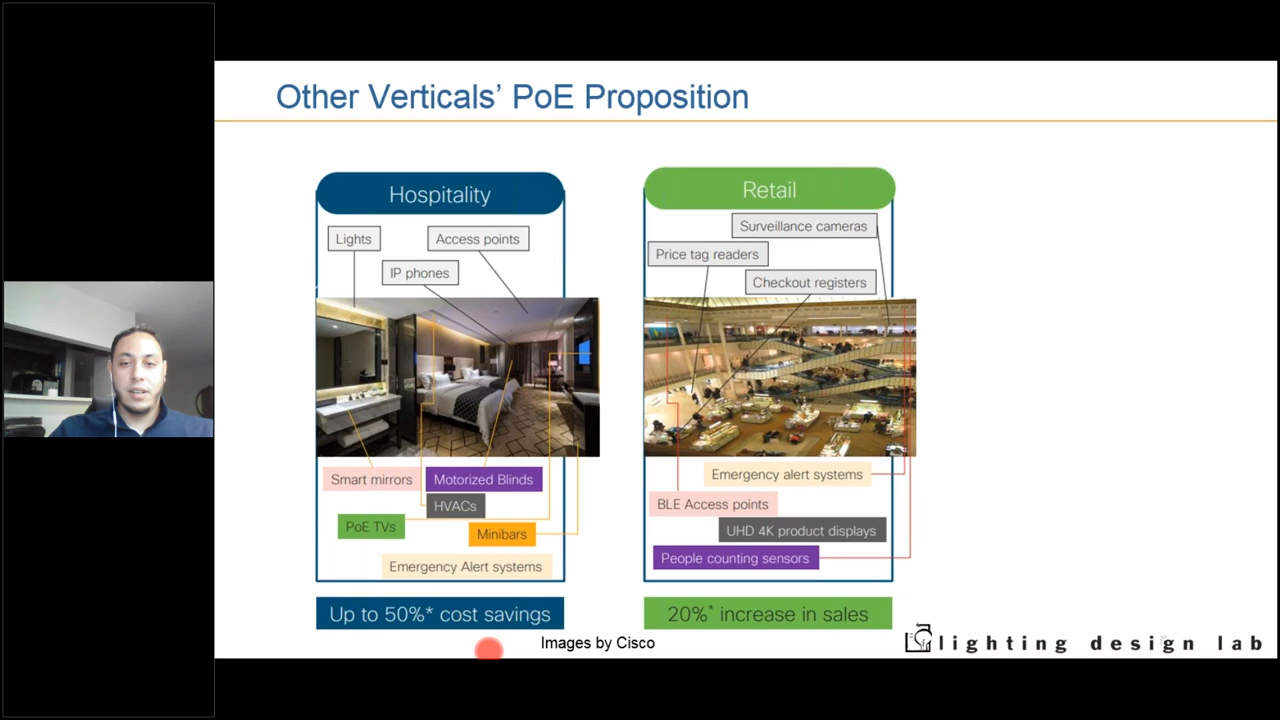 Other Verticals' PoE Proposition
Hospitality
Lights
Access points
IP phones
Smart mirrors
Motorized Blinds
HVACs
PoE TVs
Minibars
Emergency Alert systems
Up to 50%* cost savings
Retail
Surveillance cameras
Price tag readers
Checkout registers
Emergency alert systems
BLE Access points
UHD 4K product displays
People counting sensors
20%* increase in sales
Images by Cisco
lighting design lab